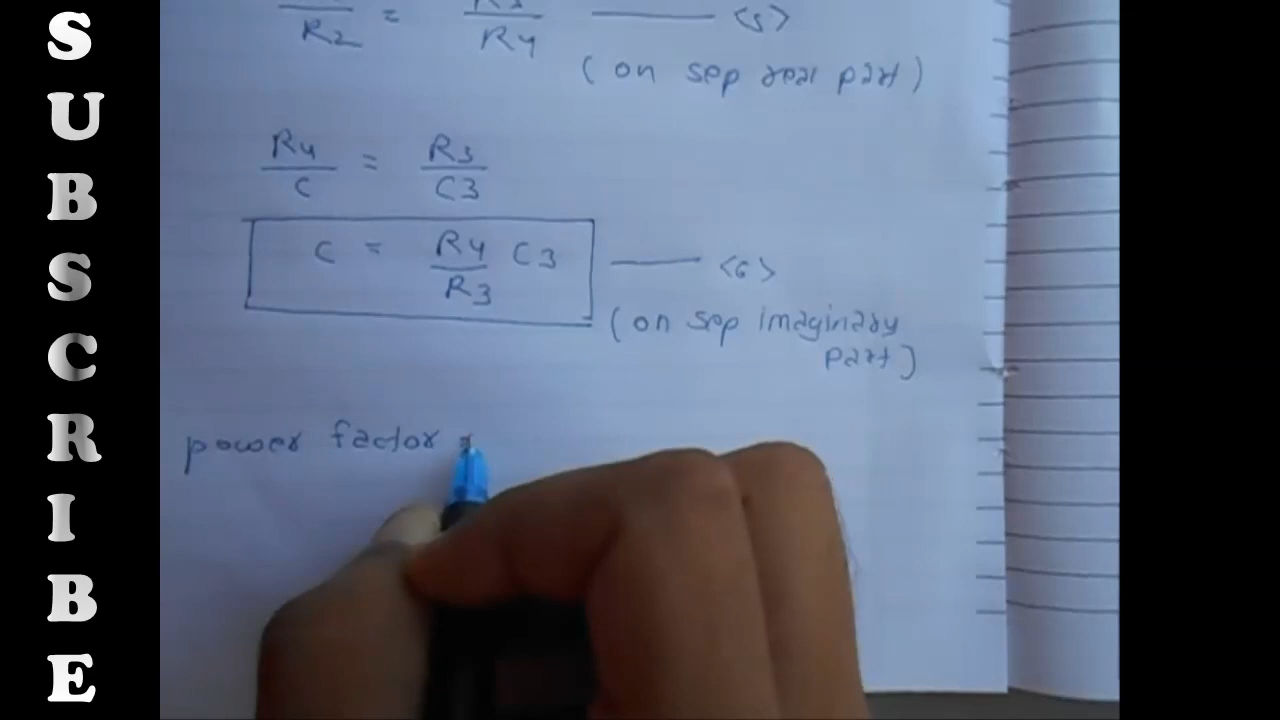 SUBSCRIBE
R2 = R4 <5>
(on sep real part)
R4/C = R3/C3
C = R4/R3 C3 <6>
(on sep imaginary
part)
power factor =